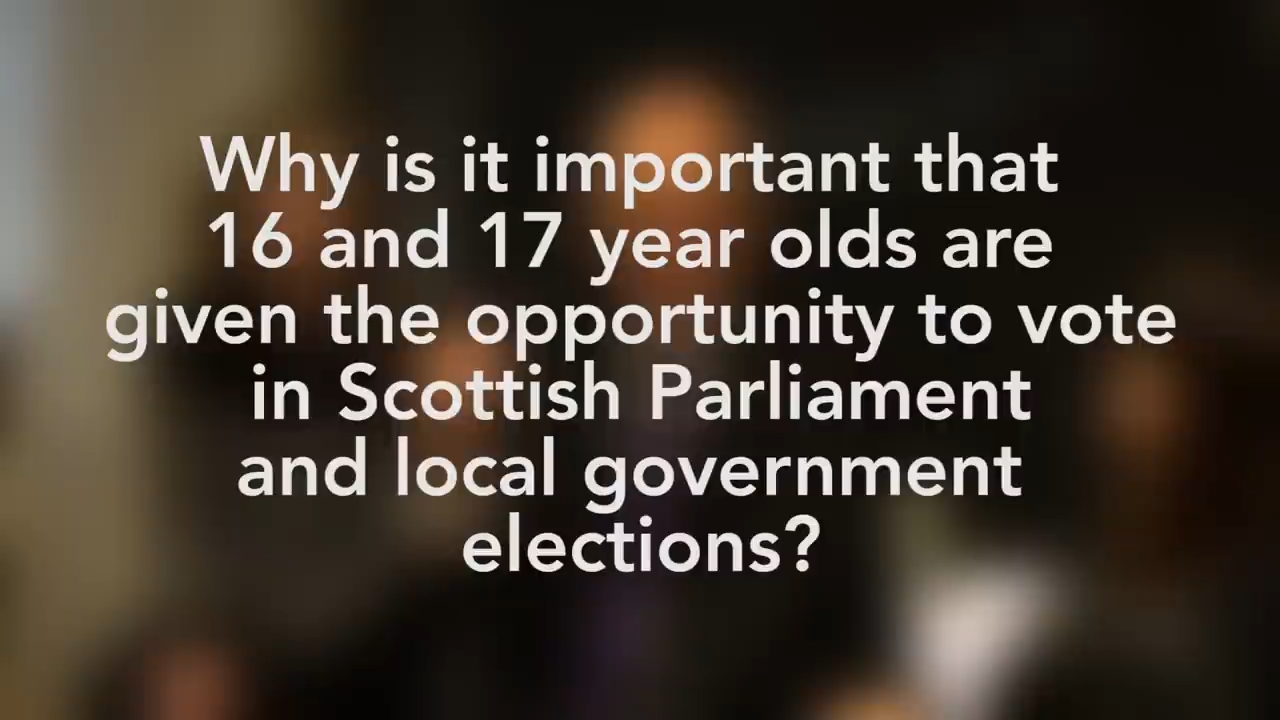 Why is it important that
16 and 17 year olds are
given the opportunity to vote
in Scottish Parliament
and local government
elections?